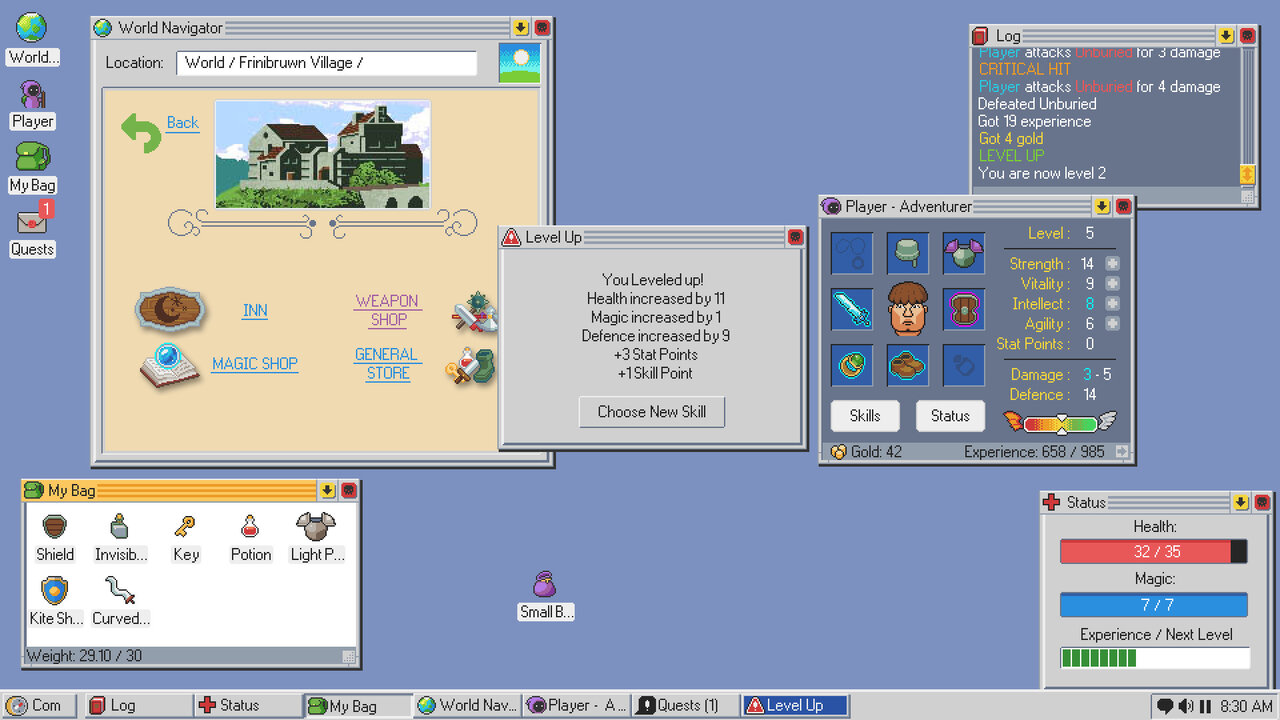 World...
Player
My Bag
1
Quests
World Navigator
Location:
World / Frinibrwn Village /
Back
INN
WEAPON
SHOP
MAGIC SHOP
GENERAL
STORE
Log
Player attacks Unburied for 3 damage
CRITICAL HIT
Player attacks Unburied for 4 damage
Defeated Unburied
Got 19 experience
Got 4 gold
LEVEL UP
You are now level 2
Level Up
You Leveled up!
Health increased by 11
Magic increased by 1
Defence increased by 9
+3 Stat Points
+1 Skill Point
Choose New Skill
Player - Adventurer
Level: 5
Strength: 14
Vitality: 9
Intellect: 8
Agility: 6
Stat Points: 0
Damage: 3 - 5
Defence: 14
Skills
Status
Gold: 42
Experience: 658 / 985
My Bag
Shield
Invisib...
Key
Potion
Light P...
Kite Sh...
Curved...
Weight: 29.10 / 30
Small B...
Status
Health:
32 / 35
Magic:
7 / 7
Experience / Next Level
Com
Log
Status
My Bag
World Nav...
Player - A...
Quests (1)
Level Up
8:30 AM